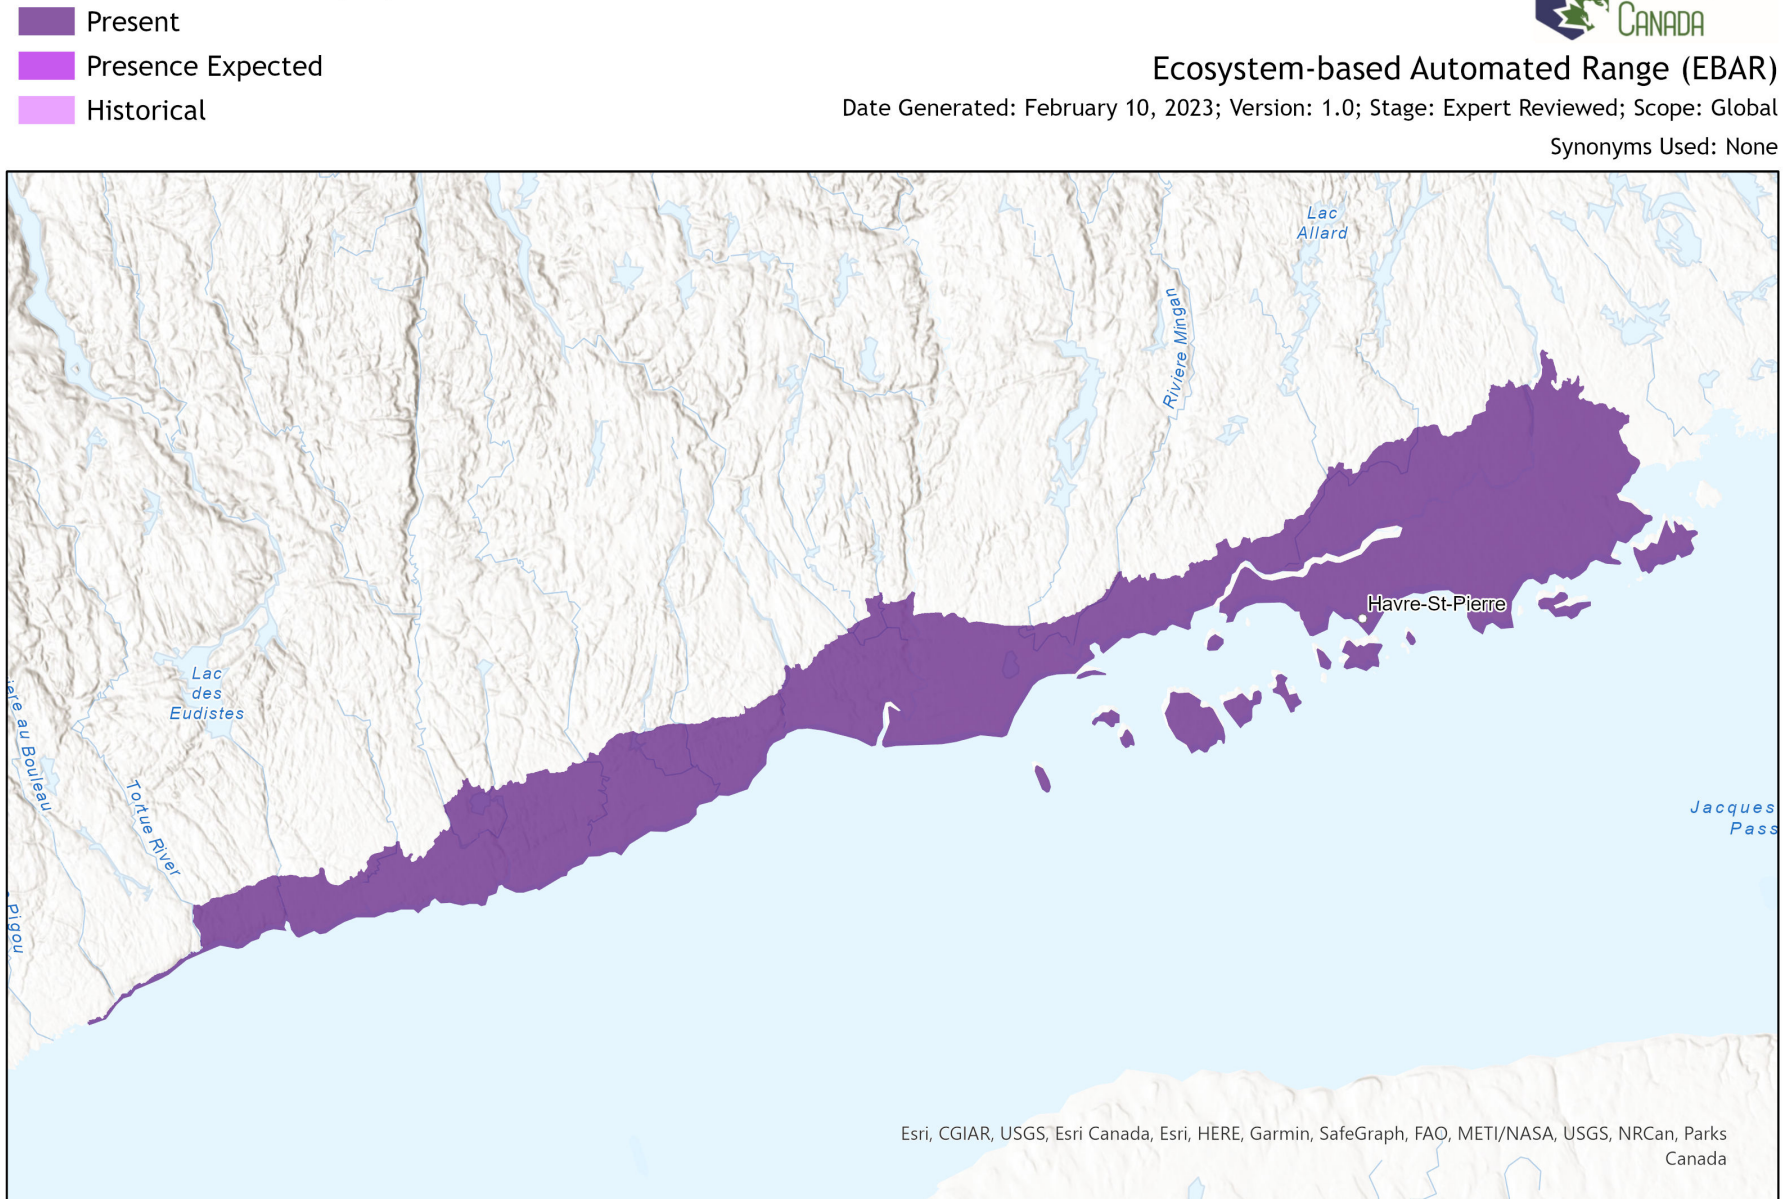 Present
Presence Expected
Historical
CANADA
Ecosystem-based Automated Range (EBAR)
Date Generated: February 10, 2023; Version: 1.0; Stage: Expert Reviewed; Scope: Global
Synonyms Used: None
Lac
Allard
Riviere Mingan
Havre-St-Pierre
Lac
des
Eudistes
iere au Bouleau
Tortue River
Pigou
Jacques
Pass
Esri, CGIAR, USGS, Esri Canada, Esri, HERE, Garmin, SafeGraph, FAO, METI/NASA, USGS, NRCan, Parks
Canada